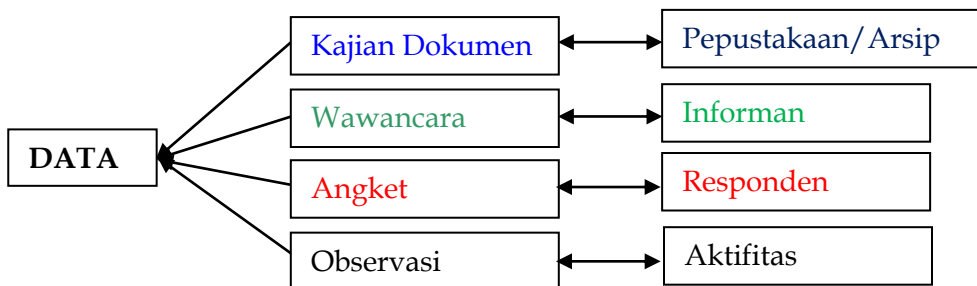 Kajian Dokumen
Pepustakaan/Arsip
Wawancara
Informan
DATA
Angket
Responden
Observasi
Aktifitas